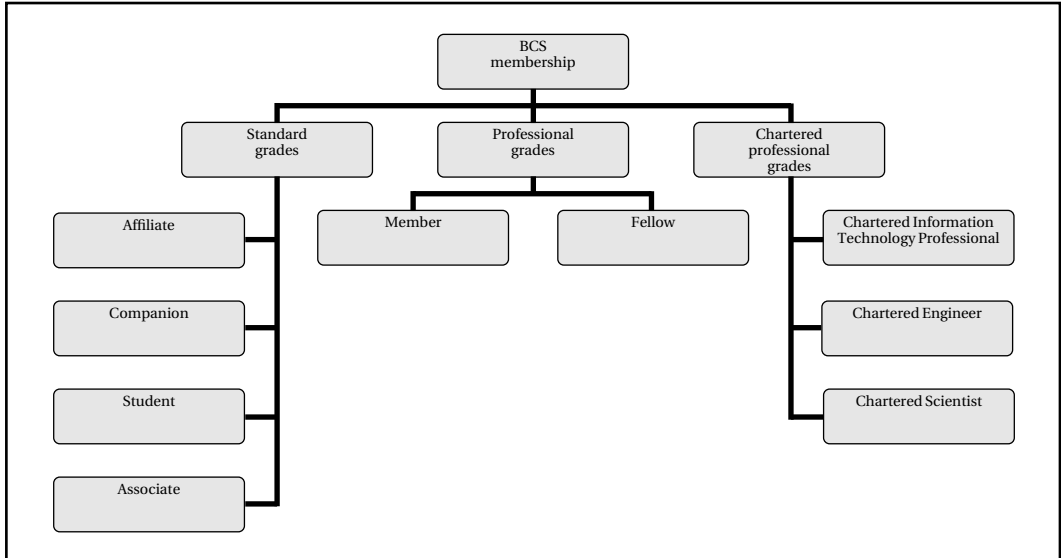 BCS
membership
Standard
grades
Professional
grades
Chartered
professional
grades
Affiliate
Member
Fellow
Chartered Information
Technology Professional
Companion
Chartered Engineer
Student
Chartered Scientist
Associate